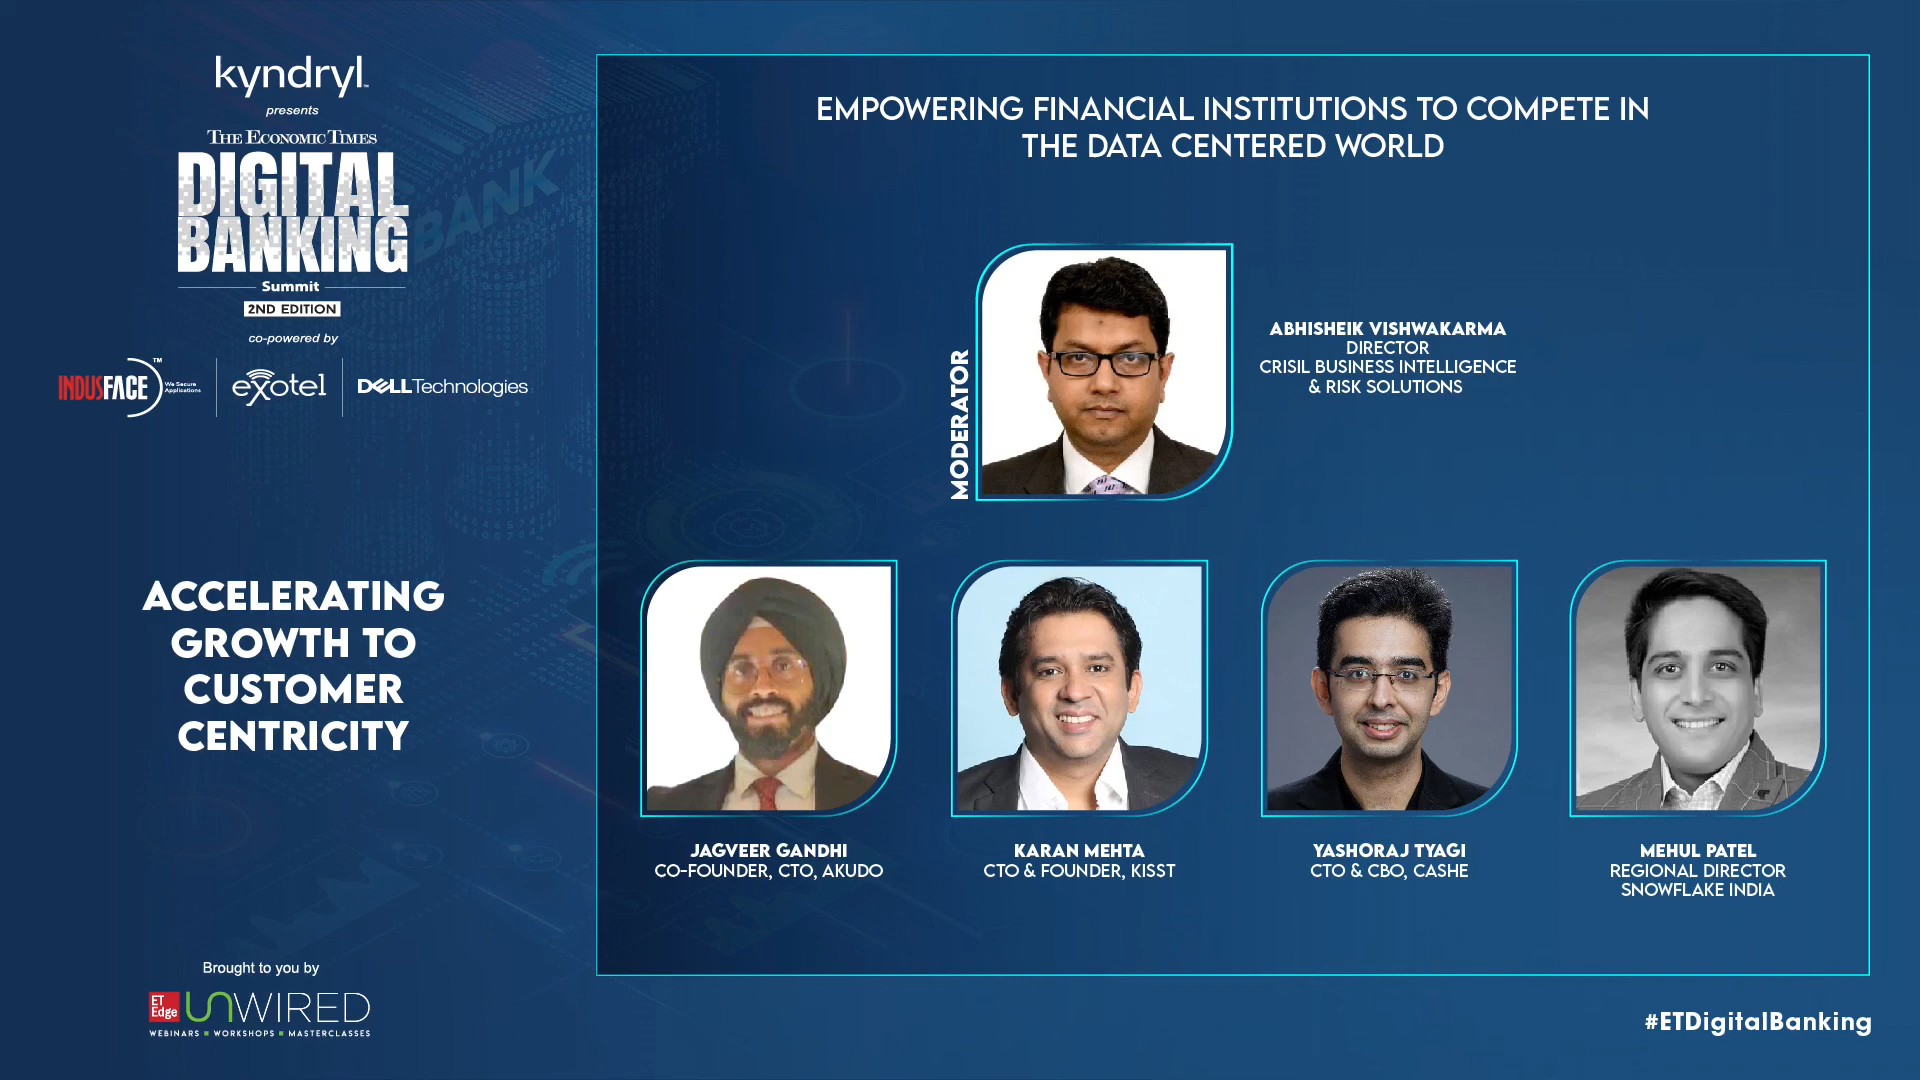 kyndryl
presents
THE ECONOMIC TIMES
DIGITAL
BANKING
Summit
2ND EDITION
co-powered by
INDUSFACE TM
We Secure
Applications
exotel
DELL Technologies
ACCELERATING
GROWTH TO
CUSTOMER
CENTRICITY
Brought to you by
ET
Edge
UNWIRED
WEBINARS ▪ WORKSHOPS ▪ MASTERCLASSES
BANK
EMPOWERING FINANCIAL INSTITUTIONS TO COMPETE IN
THE DATA CENTERED WORLD
MODERATOR
ABHISHEIK VISHWAKARMA
DIRECTOR
CRISIL BUSINESS INTELLIGENCE
& RISK SOLUTIONS
JAGVEER GANDHI
CO-FOUNDER, CTO, AKUDO
KARAN MEHTA
CTO & FOUNDER, KISST
YASHORAJ TYAGI
CTO & CBO, CASHE
MEHUL PATEL
REGIONAL DIRECTOR
SNOWFLAKE INDIA
#ETDigitalBanking